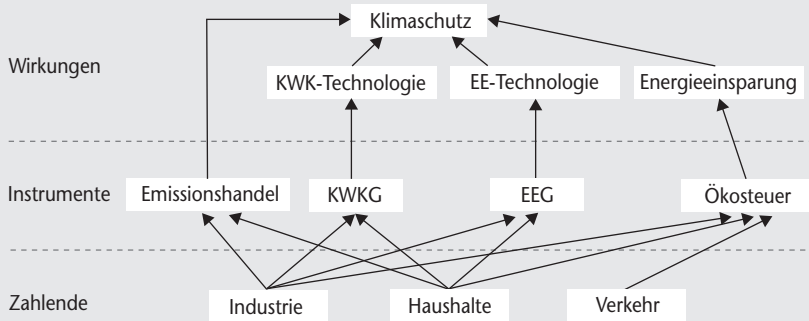 Klimaschutz
Wirkungen
KWK-Technologie EE-Technologie Energieeinsparung
Instrumente Emissionshandel KWKG EEG Ökosteuer
Zahlende Industrie Haushalte Verkehr